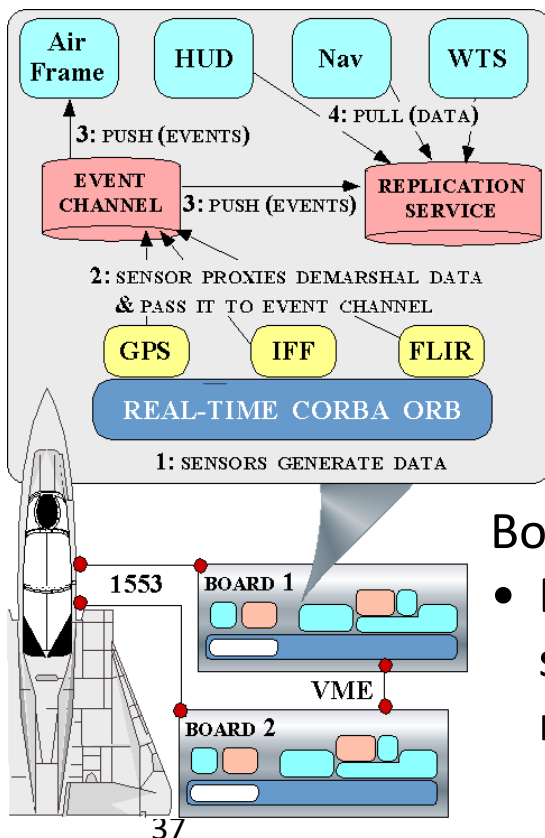 Air
Frame
HUD
Nav
WTS
4: PULL (DATA)
3: PUSH (EVENTS)
EVENT
CHANNEL
3: PUSH (EVENTS)
REPLICATION
SERVICE
2: SENSOR PROXIES DEMARSHAL DATA
& PASS IT TO EVENT CHANNEL
GPS
IFF
FLIR
REAL-TIME CORBA ORB
1: SENSORS GENERATE DATA
1553
BOARD 1
VME
BOARD 2
Bo
•
s
37